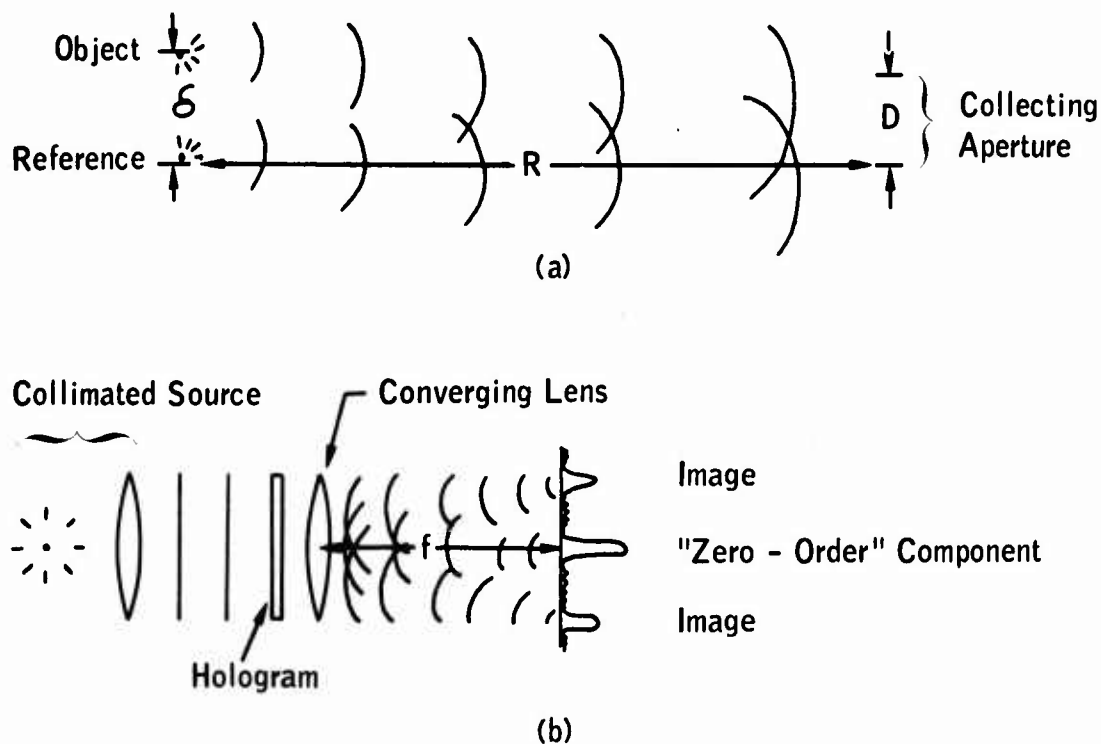 Object
δ
Reference
R
D
Collecting
Aperture
(a)
Collimated Source
Converging Lens
f
Image
"Zero - Order" Component
Image
Hologram
(b)